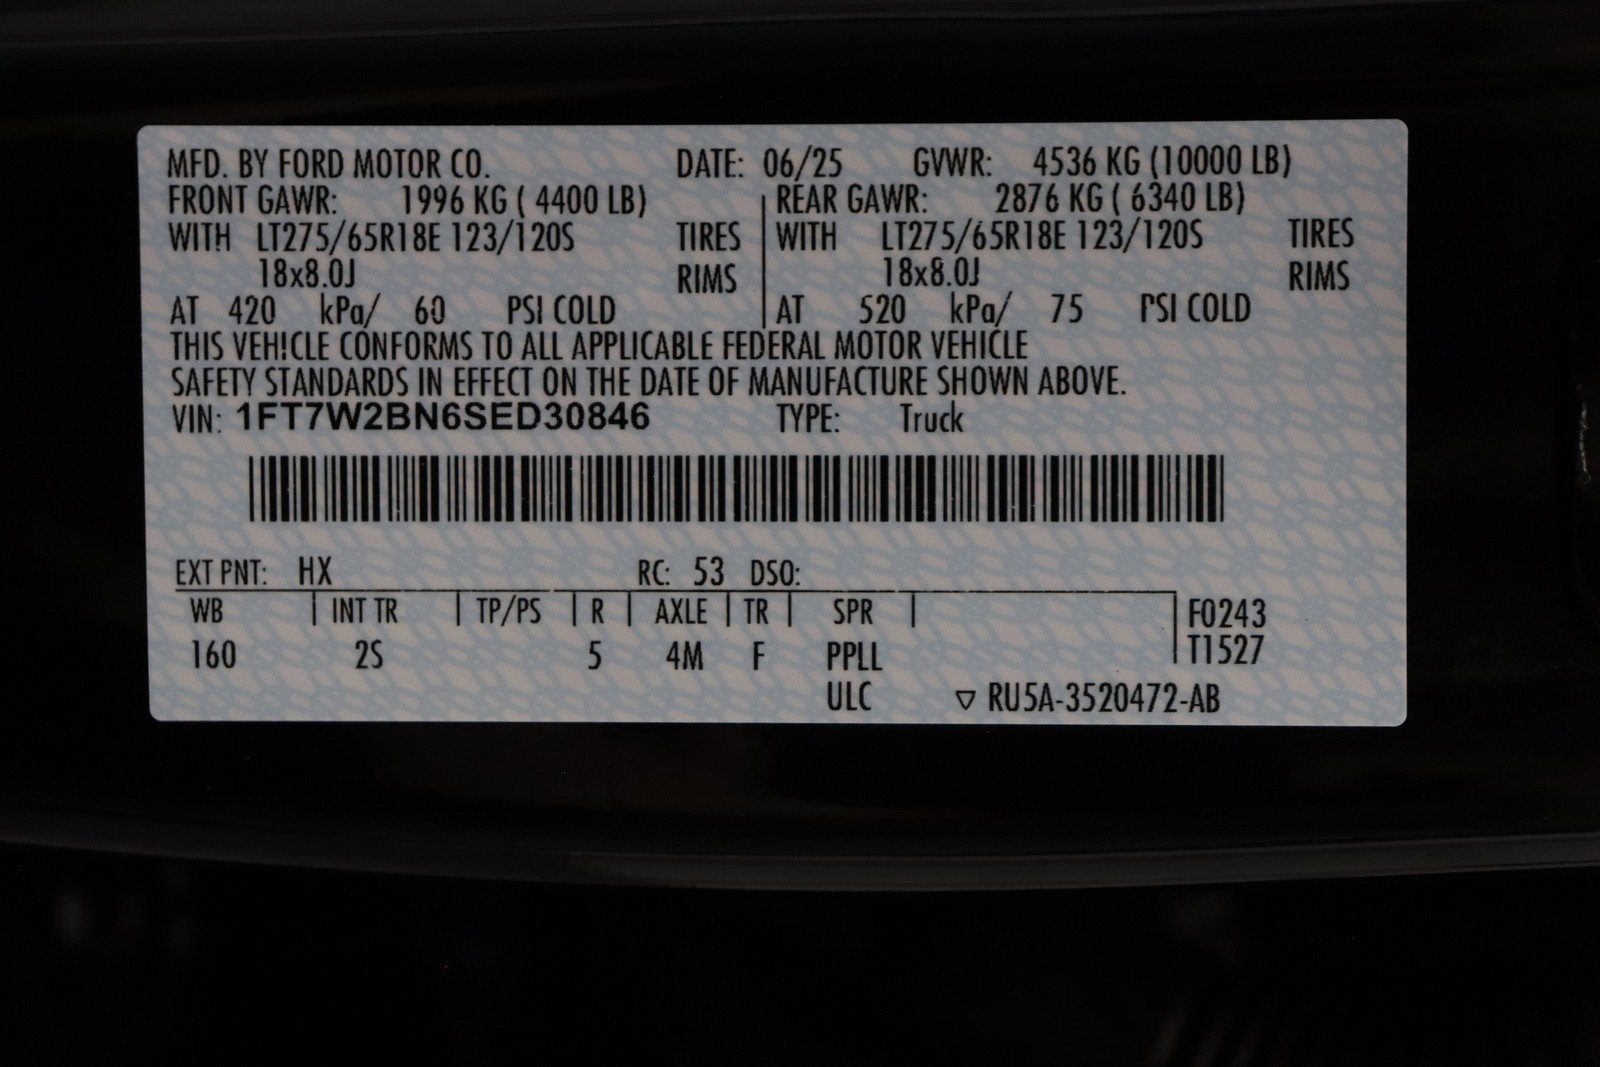 MFD. BY FORD MOTOR CO. DATE: 06/25 GVWR: 4536 KG (10000 LB)
FRONT GAWR: 1996 KG ( 4400 LB) REAR GAWR: 2876 KG ( 6340 LB)
WITH LT275/65R18E 123/120S TIRES WITH LT275/65R18E 123/120S TIRES
18x8.0J RIMS 18x8.0J RIMS
AT 420 kPa/ 60 PSI COLD AT 520 kPa/ 75 PSI COLD
THIS VEHICLE CONFORMS TO ALL APPLICABLE FEDERAL MOTOR VEHICLE
SAFETY STANDARDS IN EFFECT ON THE DATE OF MANUFACTURE SHOWN ABOVE.
VIN: 1FT7W2BN6SED30846 TYPE: Truck
EXT PNT: HX RC: 53 DSO:
WB INT TR TP/PS R AXLE TR SPR F0243
160 2S 5 4M F PPLL T1527
ULC ▽ RU5A-3520472-AB